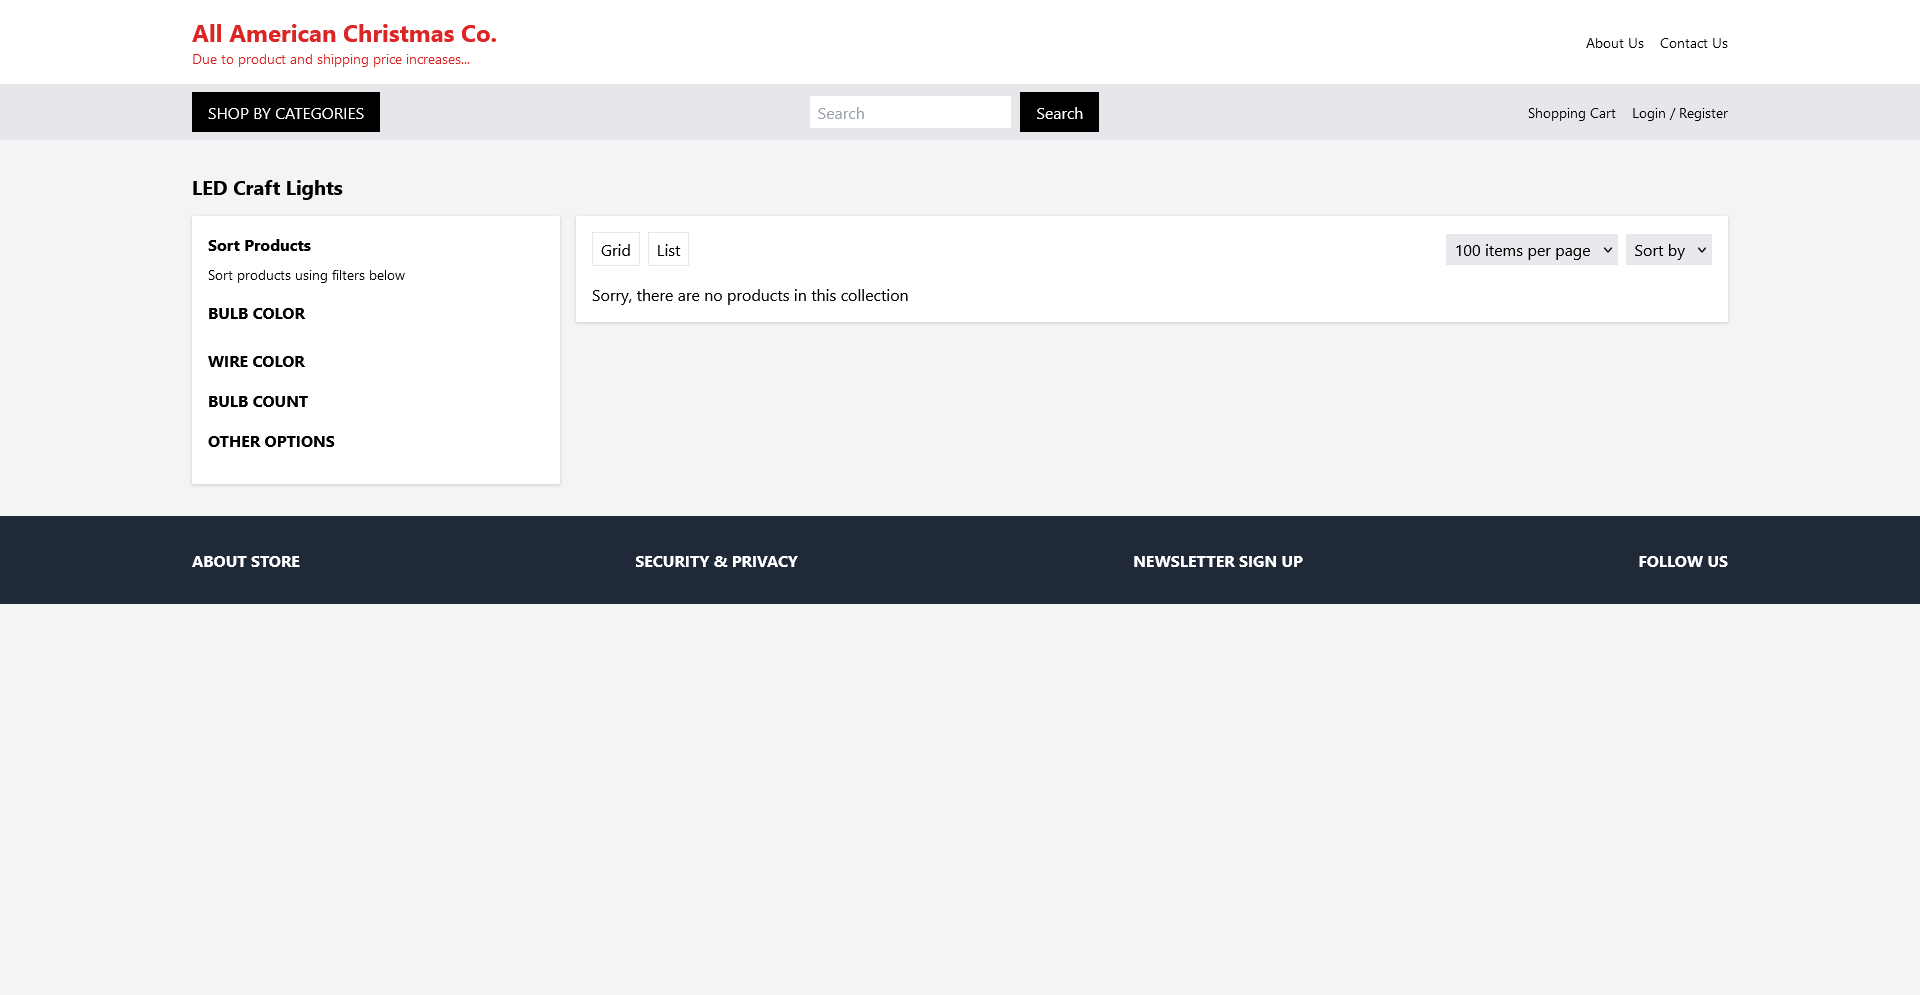 All American Christmas Co.
Due to product and shipping price increases...
About Us
Contact Us
SHOP BY CATEGORIES
Search
Search
Shopping Cart
Login / Register
LED Craft Lights
Sort Products
Sort products using filters below
BULB COLOR
WIRE COLOR
BULB COUNT
OTHER OPTIONS
Grid
List
100 items per page
Sort by
Sorry, there are no products in this collection
ABOUT STORE
SECURITY & PRIVACY
NEWSLETTER SIGN UP
FOLLOW US